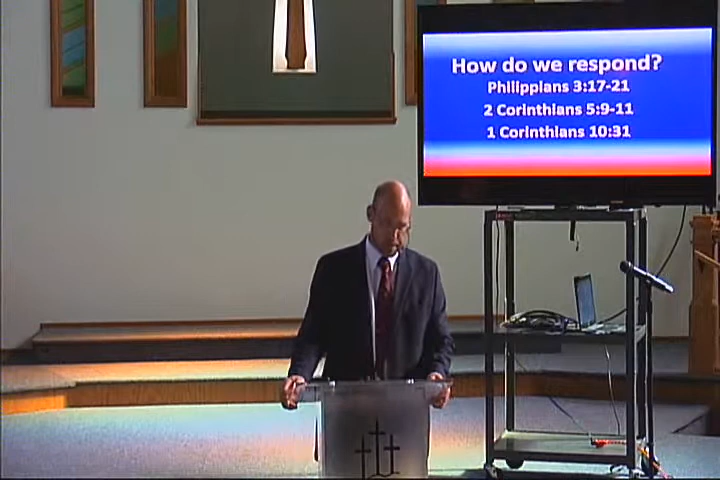 How do we respond?
Philippians 3:17-21
2 Corinthians 5:9-11
1 Corinthians 10:31